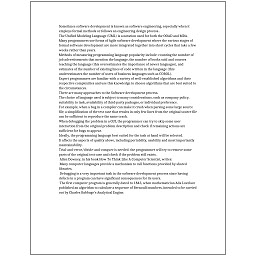 Sometimes software development is known as software engineering, especially when it
employs formal methods or follows an engineering design process.
The Unified Modeling Language (UML) is a notation used for both the OOAD and MDA.
Many programmers use forms of Agile software development where the various stages of
formal software development are more integrated together into short cycles that take a few
weeks rather than years.
Methods of measuring programming language popularity include: counting the number of
job advertisements that mention the language, the number of books sold and courses
teaching the language (this overestimates the importance of newer languages), and
estimates of the number of existing lines of code written in the language (this
underestimates the number of users of business languages such as COBOL).
Expert programmers are familiar with a variety of well-established algorithms and their
respective complexities and use this knowledge to choose algorithms that are best suited to
the circumstances.
There are many approaches to the Software development process.
The choice of language used is subject to many considerations, such as company policy,
suitability to task, availability of third-party packages, or individual preference.
For example, when a bug in a compiler can make it crash when parsing some large source
file, a simplification of the test case that results in only few lines from the original source file
can be sufficient to reproduce the same crash.
When debugging the problem in a GUI, the programmer can try to skip some user
interaction from the original problem description and check if remaining actions are
sufficient for bugs to appear.
Ideally, the programming language best suited for the task at hand will be selected.
It affects the aspects of quality above, including portability, usability and most importantly
maintainability.
Trial-and-error/divide-and-conquer is needed: the programmer will try to remove some
parts of the original test case and check if the problem still exists.
Allen Downey, in his book How To Think Like A Computer Scientist, writes:
Many computer languages provide a mechanism to call functions provided by shared
libraries.
Debugging is a very important task in the software development process since having
defects in a program can have significant consequences for its users.
The first computer program is generally dated to 1843, when mathematician Ada Lovelace
published an algorithm to calculate a sequence of Bernoulli numbers, intended to be carried
out by Charles Babbage's Analytical Engine.